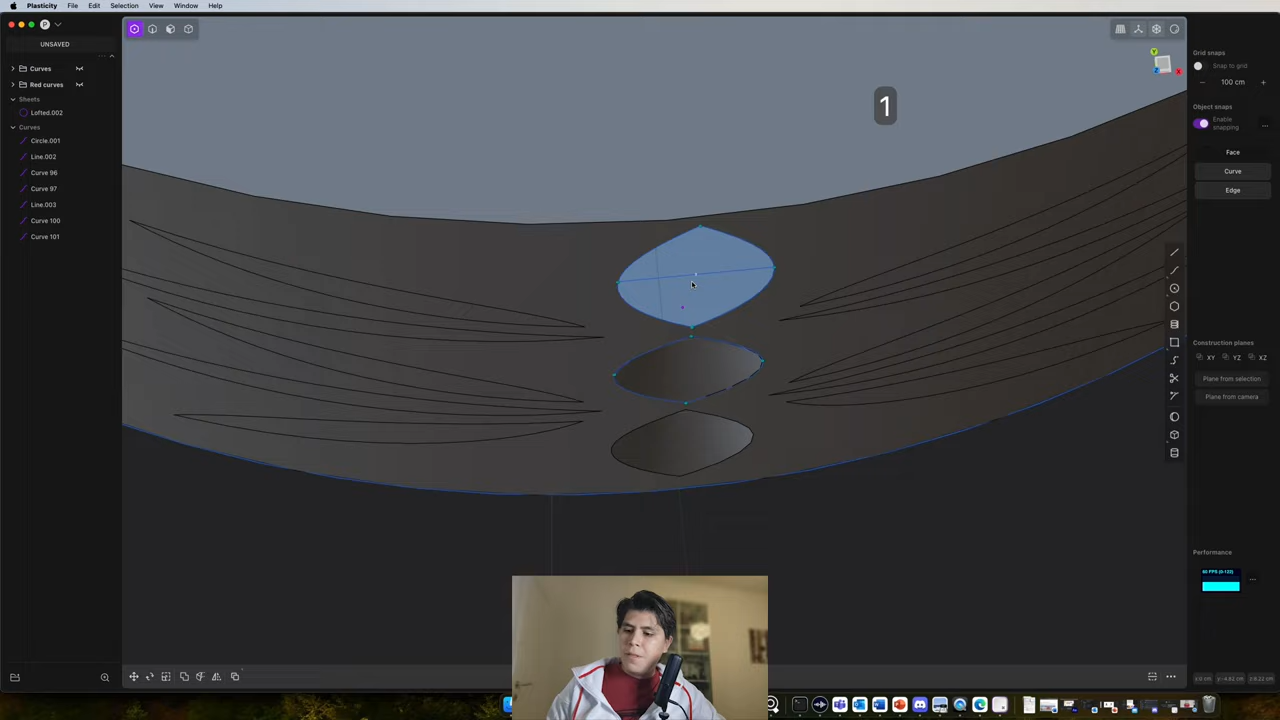 Plasticity File Edit Selection View Window Help
UNSAVED
Curves
Red curves
Sheets
Lofted.002
Curves
Circle.001
Line.002
Curve 96
Curve 97
Line.003
Curve 100
Curve 101
1
Y
X
Z
Grid snaps
Snap to grid
100 cm
Object snaps
Enable
snapping
Face
Curve
Edge
Construction planes
XY YZ XZ
Plane from selection
Plane from camera
Performance